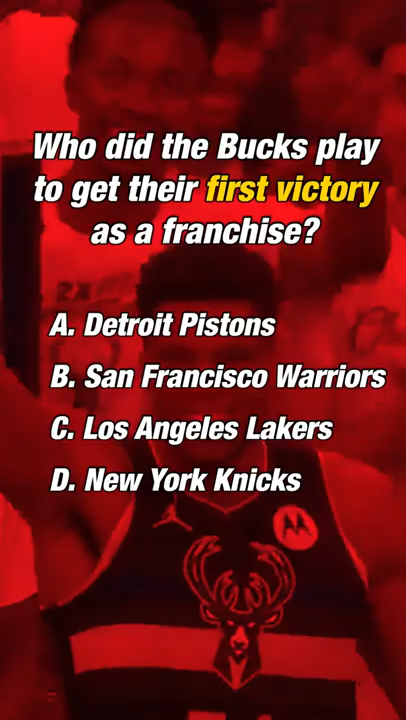 Who did the Bucks play
to get their first victory
as a franchise?
A. Detroit Pistons
B. San Francisco Warriors
C. Los Angeles Lakers
D. New York Knicks